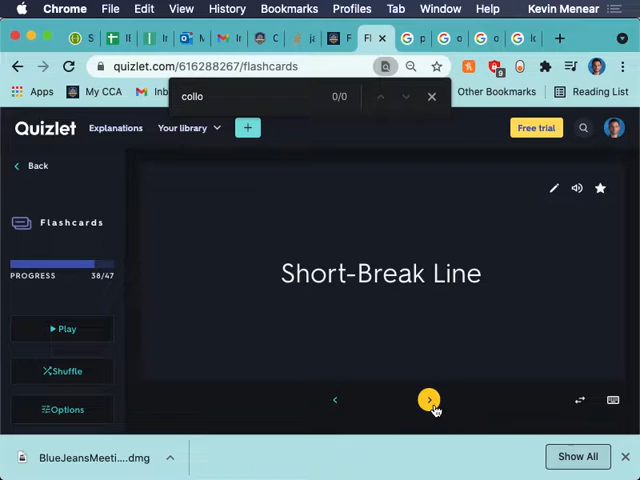 Chrome File Edit View History Bookmarks Profiles Tab Window Help Kevin Menear
quizlet.com/616288267/flashcards
collo 0/0
Apps My CCA Inb Other Bookmarks Reading List
Quizlet Explanations Your library + Free trial
Back
Flashcards
PROGRESS 38/47
Short-Break Line
Play
Shuffle
Options
BlueJeansMeeti....dmg Show All